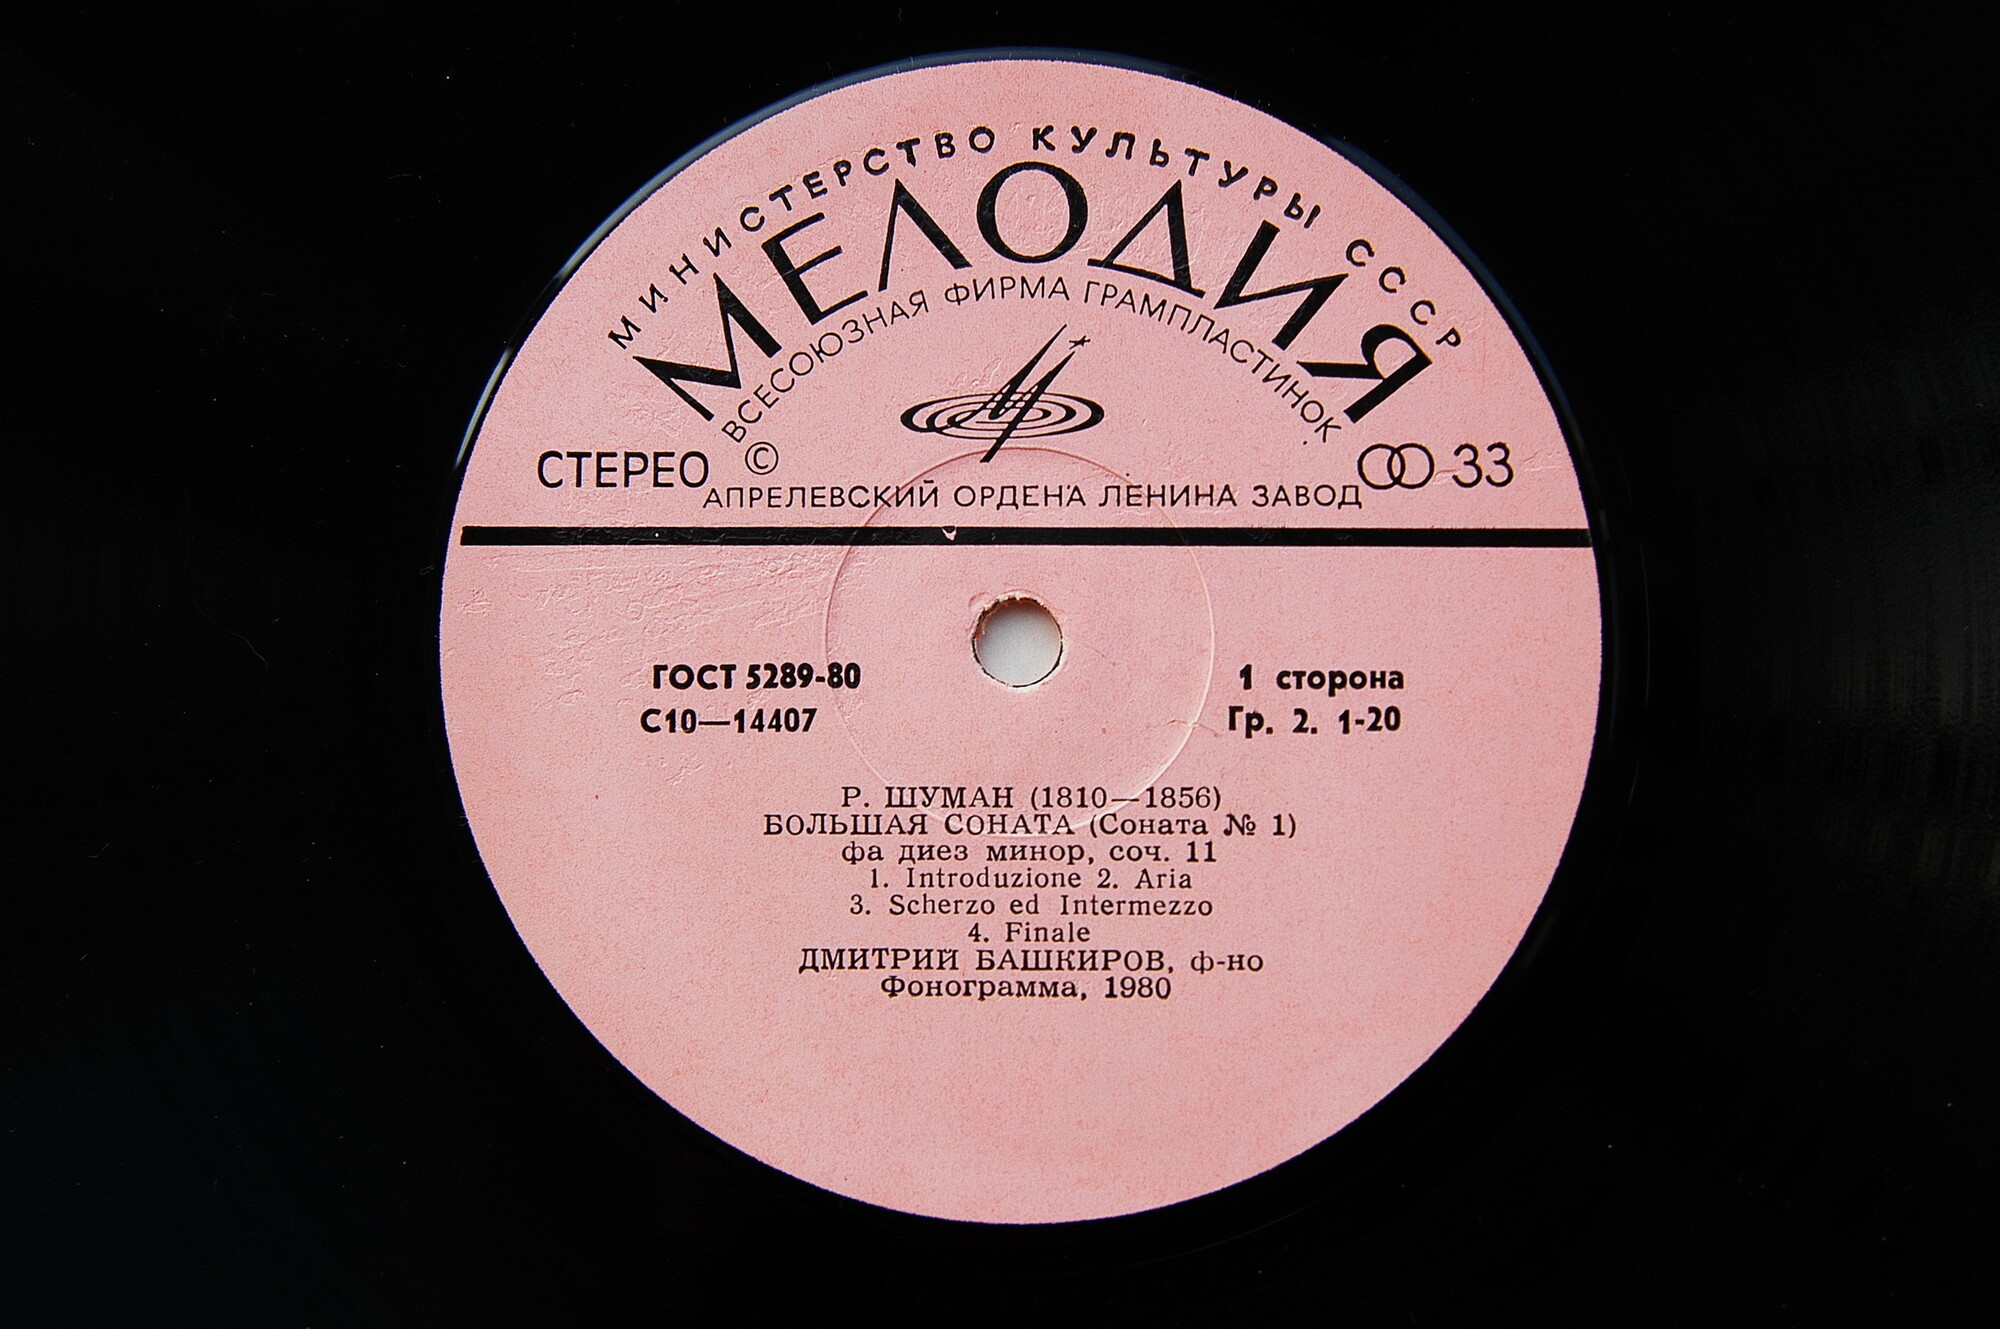 МИНИСТЕРСТВО КУЛЬТУРЫ СССР
МЕЛОДИЯ
ВСЕСОЮЗНАЯ ФИРМА ГРАМПЛАСТИНОК
СТЕРЕО © 33
АПРЕЛЕВСКИЙ ОРДЕНА ЛЕНИНА ЗАВОД
ГОСТ 5289-80 1 сторона
С10—14407 Гр. 2. 1-20
Р. ШУМАН (1810—1856)
БОЛЬШАЯ СОНАТА (Соната № 1)
фа диез минор, соч. 11
1. Introduzione 2. Aria
3. Scherzo ed Intermezzo
4. Finale
ДМИТРИЙ БАШКИРОВ, ф-но
Фонограмма, 1980